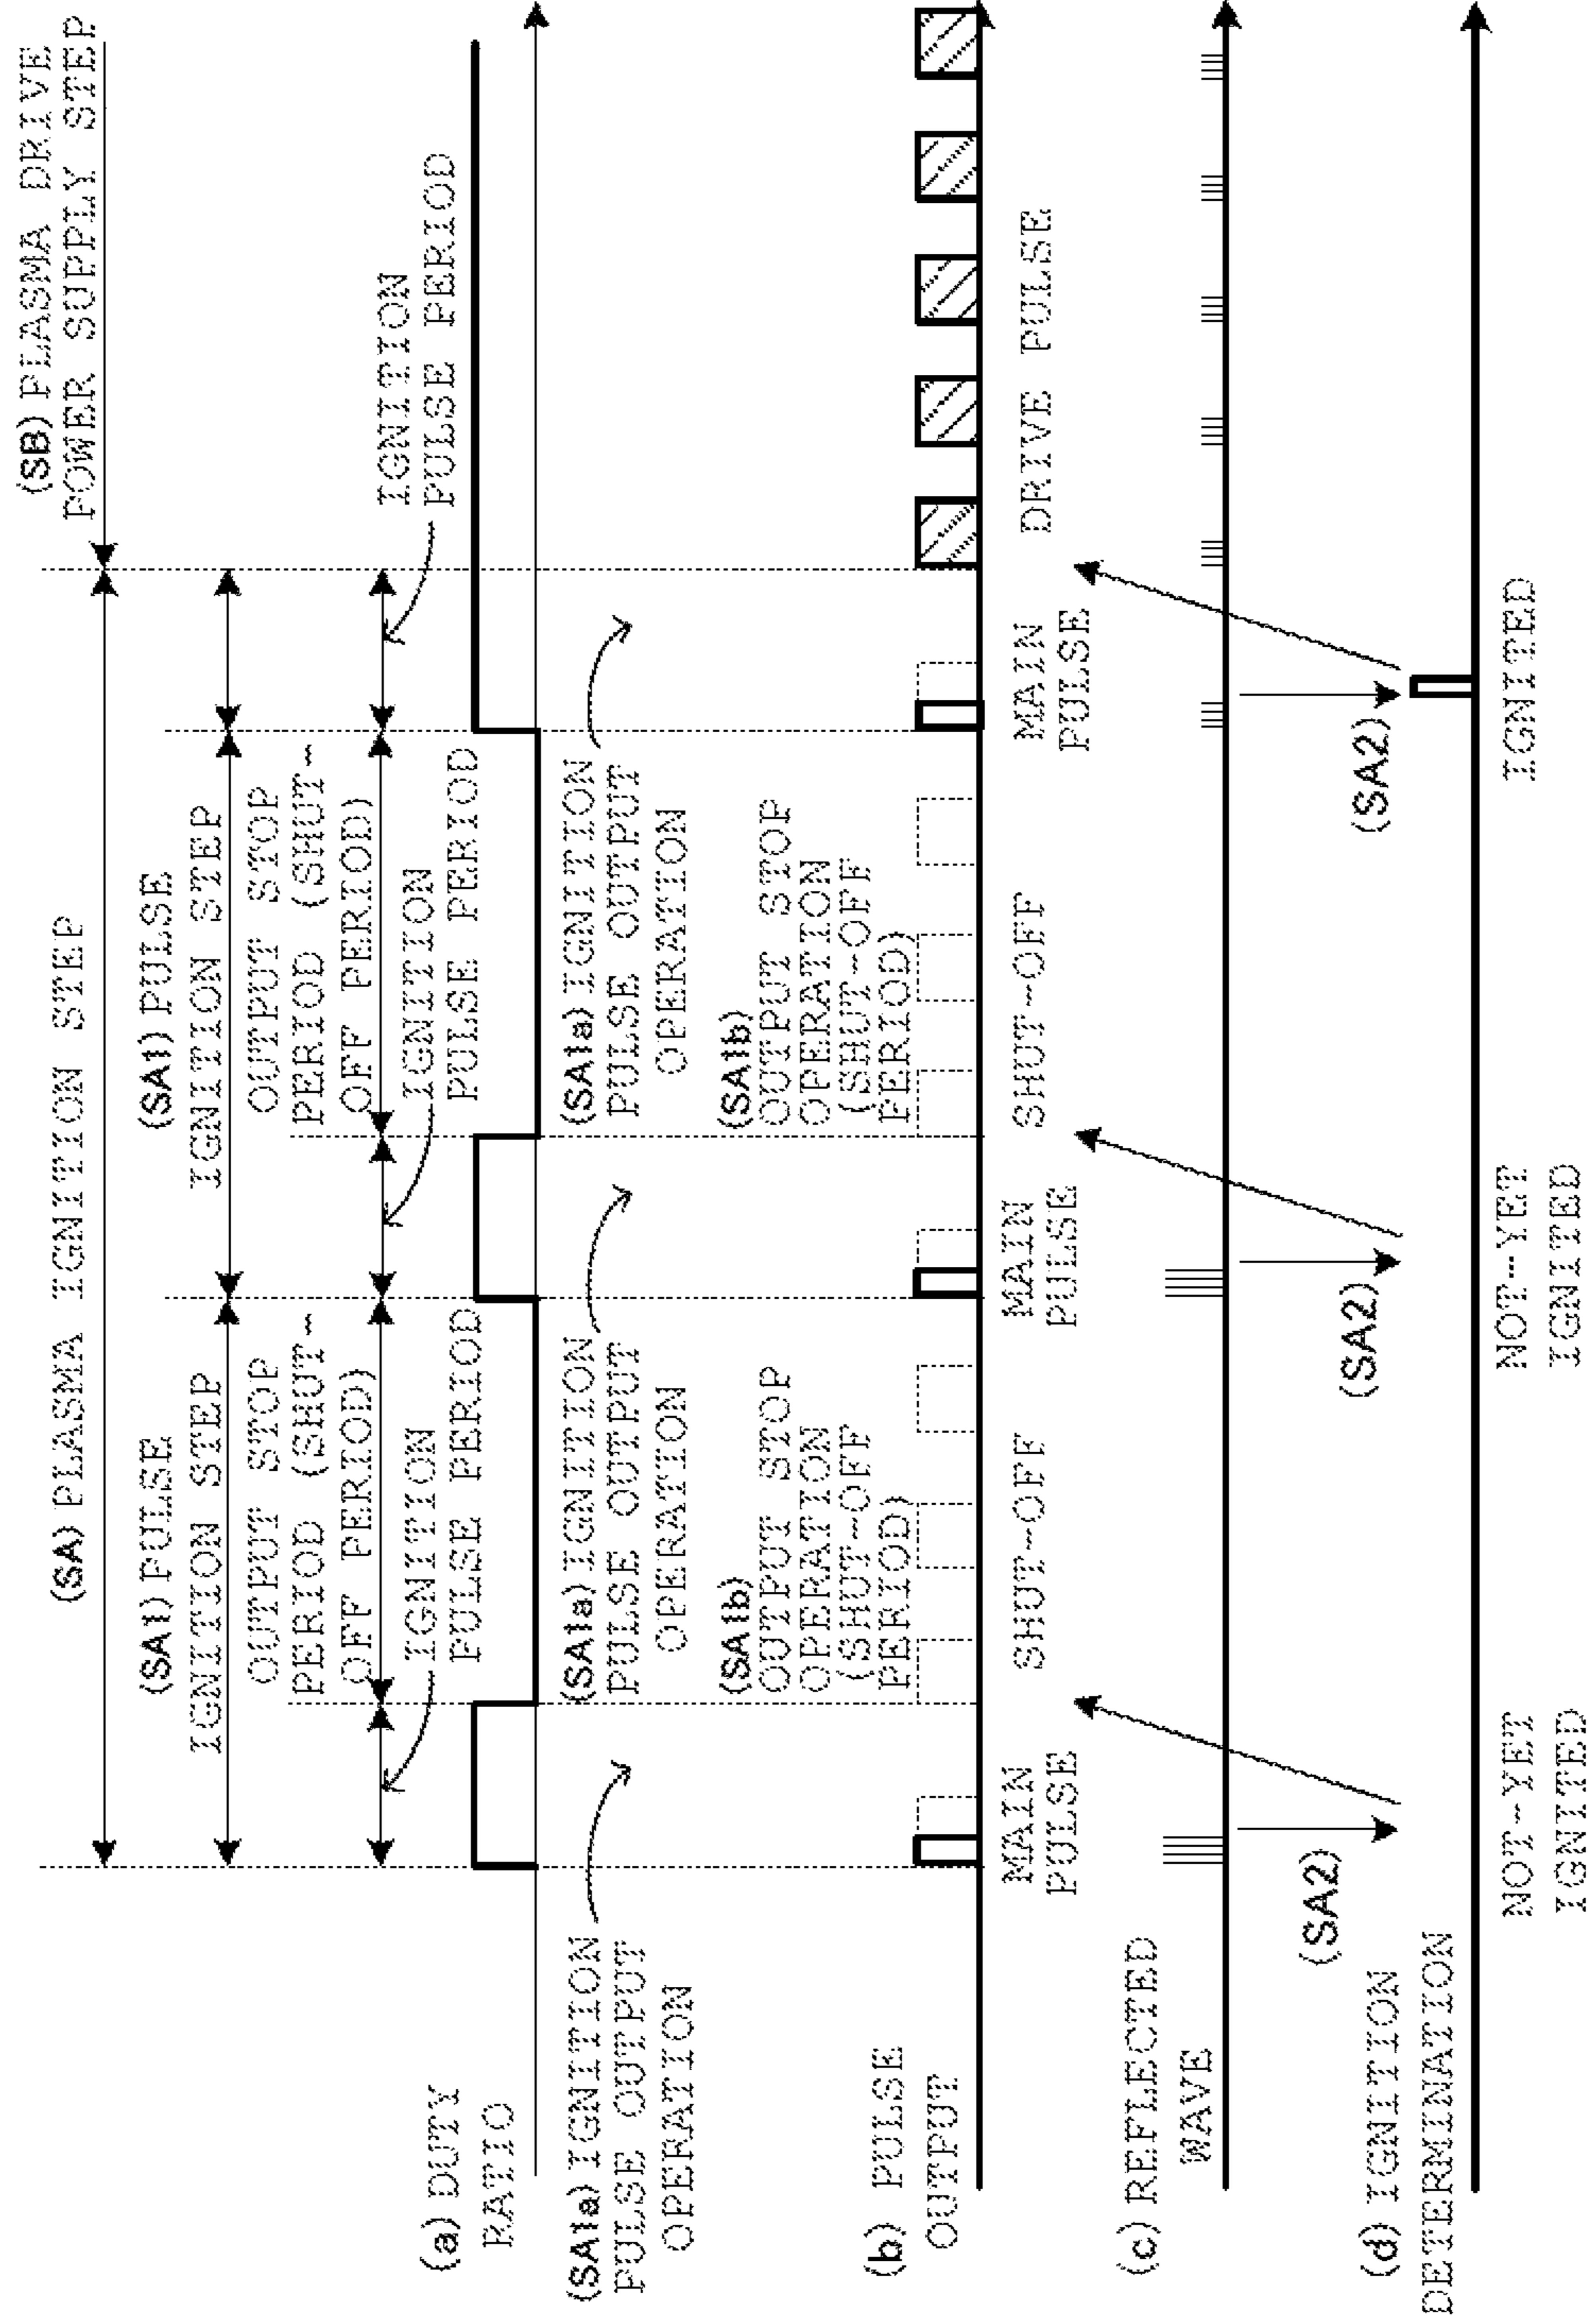 (SB) PLASMA DRIVE
POWER SUPPLY STEP
(SA) PLASMA IGNITION STEP
(SA1) PULSE
IGNITION STEP
(SA1) PULSE
IGNITION STEP
OUTPUT STOP
PERIOD (SHUT-
OFF PERIOD)
OUTPUT STOP
PERIOD (SHUT-
OFF PERIOD)
IGNITION
PULSE PERIOD
IGNITION
PULSE PERIOD
IGNITION
PULSE PERIOD
(a) DUTY
RATIO
(SA1a) IGNITION
PULSE OUTPUT
OPERATION
(SA1a) IGNITION
PULSE OUTPUT
OPERATION
(SA1a) IGNITION
PULSE OUTPUT
OPERATION
(SA1b)
OUTPUT STOP
OPERATION
(SHUT-OFF
PERIOD)
(SA1b)
OUTPUT STOP
OPERATION
(SHUT-OFF
PERIOD)
(b) PULSE
OUTPUT
MAIN
PULSE
SHUT-OFF
MAIN
PULSE
SHUT-OFF
MAIN
PULSE
DRIVE PULSE
(c) REFLECTED
WAVE
(SA2)
(SA2)
(SA2)
(d) IGNITION
DETERMINATION
NOT-YET
IGNITED
NOT-YET
IGNITED
IGNITED